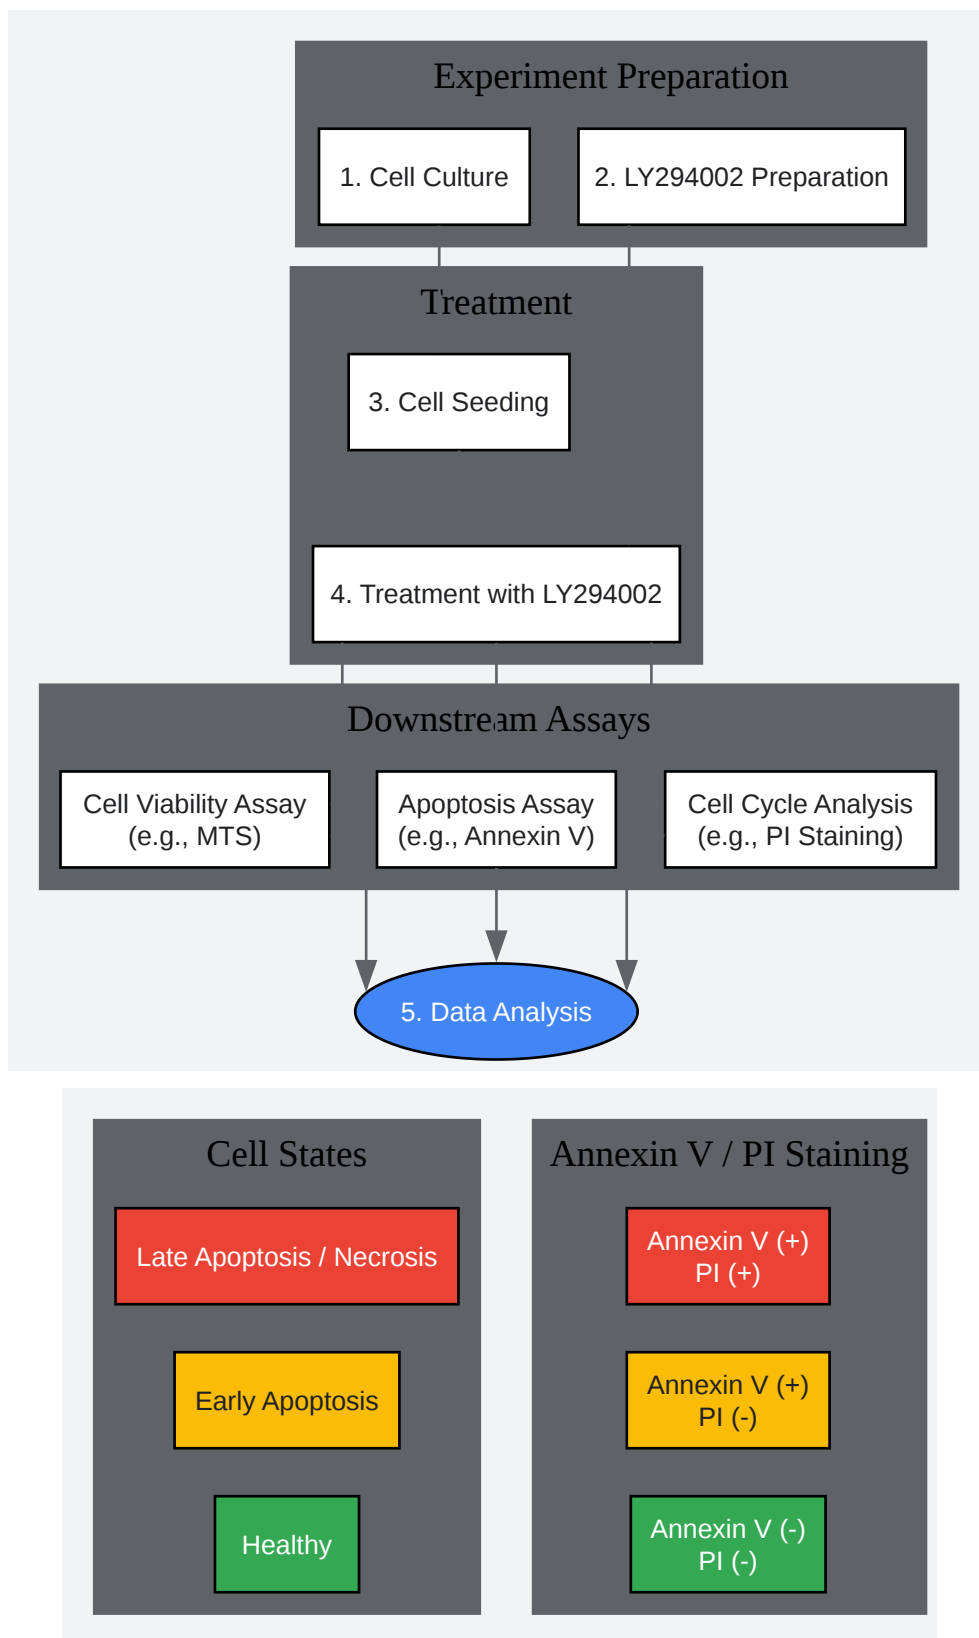 Experiment Preparation
1. Cell Culture
2. LY294002 Preparation
Treatment
3. Cell Seeding
4. Treatment with LY294002
Downstream Assays
Cell Viability Assay
(e.g., MTS)
Apoptosis Assay
(e.g., Annexin V)
Cell Cycle Analysis
(e.g., PI Staining)
5. Data Analysis
Cell States
Late Apoptosis / Necrosis
Early Apoptosis
Healthy
Annexin V / PI Staining
Annexin V (+)
PI (+)
Annexin V (+)
PI (-)
Annexin V (-)
PI (-)